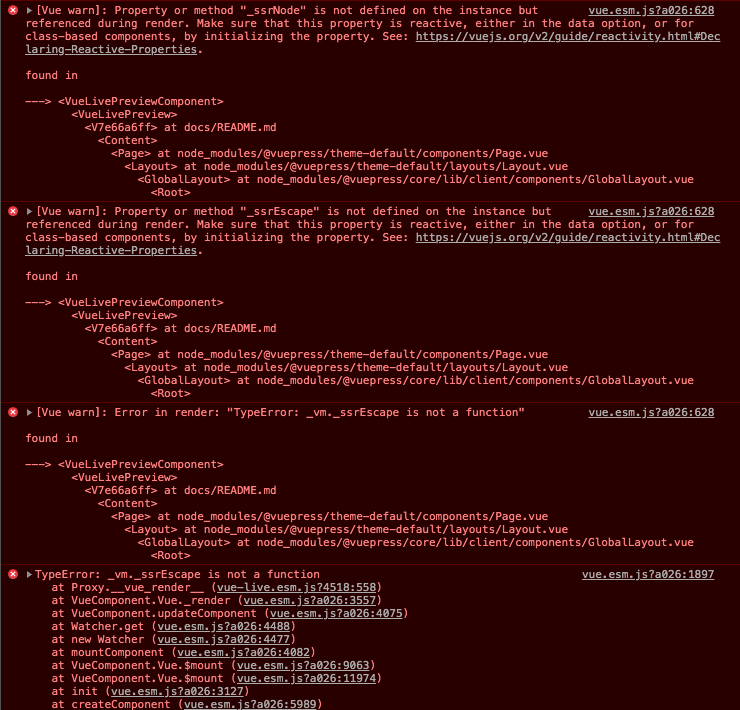 [Vue warn]: Property or method "_ssrNode" is not defined on the instance but vue.esm.js?a026:628
referenced during render. Make sure that this property is reactive, either in the data option, or for
class-based components, by initializing the property. See: https://vuejs.org/v2/guide/reactivity.html#Dec
laring-Reactive-Properties.
found in
---> <VueLivePreviewComponent>
<VueLivePreview>
<V7e66a6ff> at docs/README.md
<Content>
<Page> at node_modules/@vuepress/theme-default/components/Page.vue
<Layout> at node_modules/@vuepress/theme-default/layouts/Layout.vue
<GlobalLayout> at node_modules/@vuepress/core/lib/client/components/GlobalLayout.vue
<Root>
[Vue warn]: Property or method "_ssrEscape" is not defined on the instance but vue.esm.js?a026:628
referenced during render. Make sure that this property is reactive, either in the data option, or for
class-based components, by initializing the property. See: https://vuejs.org/v2/guide/reactivity.html#Dec
laring-Reactive-Properties.
found in
---> <VueLivePreviewComponent>
<VueLivePreview>
<V7e66a6ff> at docs/README.md
<Content>
<Page> at node_modules/@vuepress/theme-default/components/Page.vue
<Layout> at node_modules/@vuepress/theme-default/layouts/Layout.vue
<GlobalLayout> at node_modules/@vuepress/core/lib/client/components/GlobalLayout.vue
<Root>
[Vue warn]: Error in render: "TypeError: _vm._ssrEscape is not a function" vue.esm.js?a026:628
found in
---> <VueLivePreviewComponent>
<VueLivePreview>
<V7e66a6ff> at docs/README.md
<Content>
<Page> at node_modules/@vuepress/theme-default/components/Page.vue
<Layout> at node_modules/@vuepress/theme-default/layouts/Layout.vue
<GlobalLayout> at node_modules/@vuepress/core/lib/client/components/GlobalLayout.vue
<Root>
TypeError: _vm._ssrEscape is not a function vue.esm.js?a026:1897
at Proxy.__vue_render__ (vue-live.esm.js?4518:558)
at VueComponent.Vue._render (vue.esm.js?a026:3557)
at VueComponent.updateComponent (vue.esm.js?a026:4075)
at Watcher.get (vue.esm.js?a026:4488)
at new Watcher (vue.esm.js?a026:4477)
at mountComponent (vue.esm.js?a026:4082)
at VueComponent.Vue.$mount (vue.esm.js?a026:9063)
at VueComponent.Vue.$mount (vue.esm.js?a026:11974)
at init (vue.esm.js?a026:3127)
at createComponent (vue.esm.js?a026:5989)